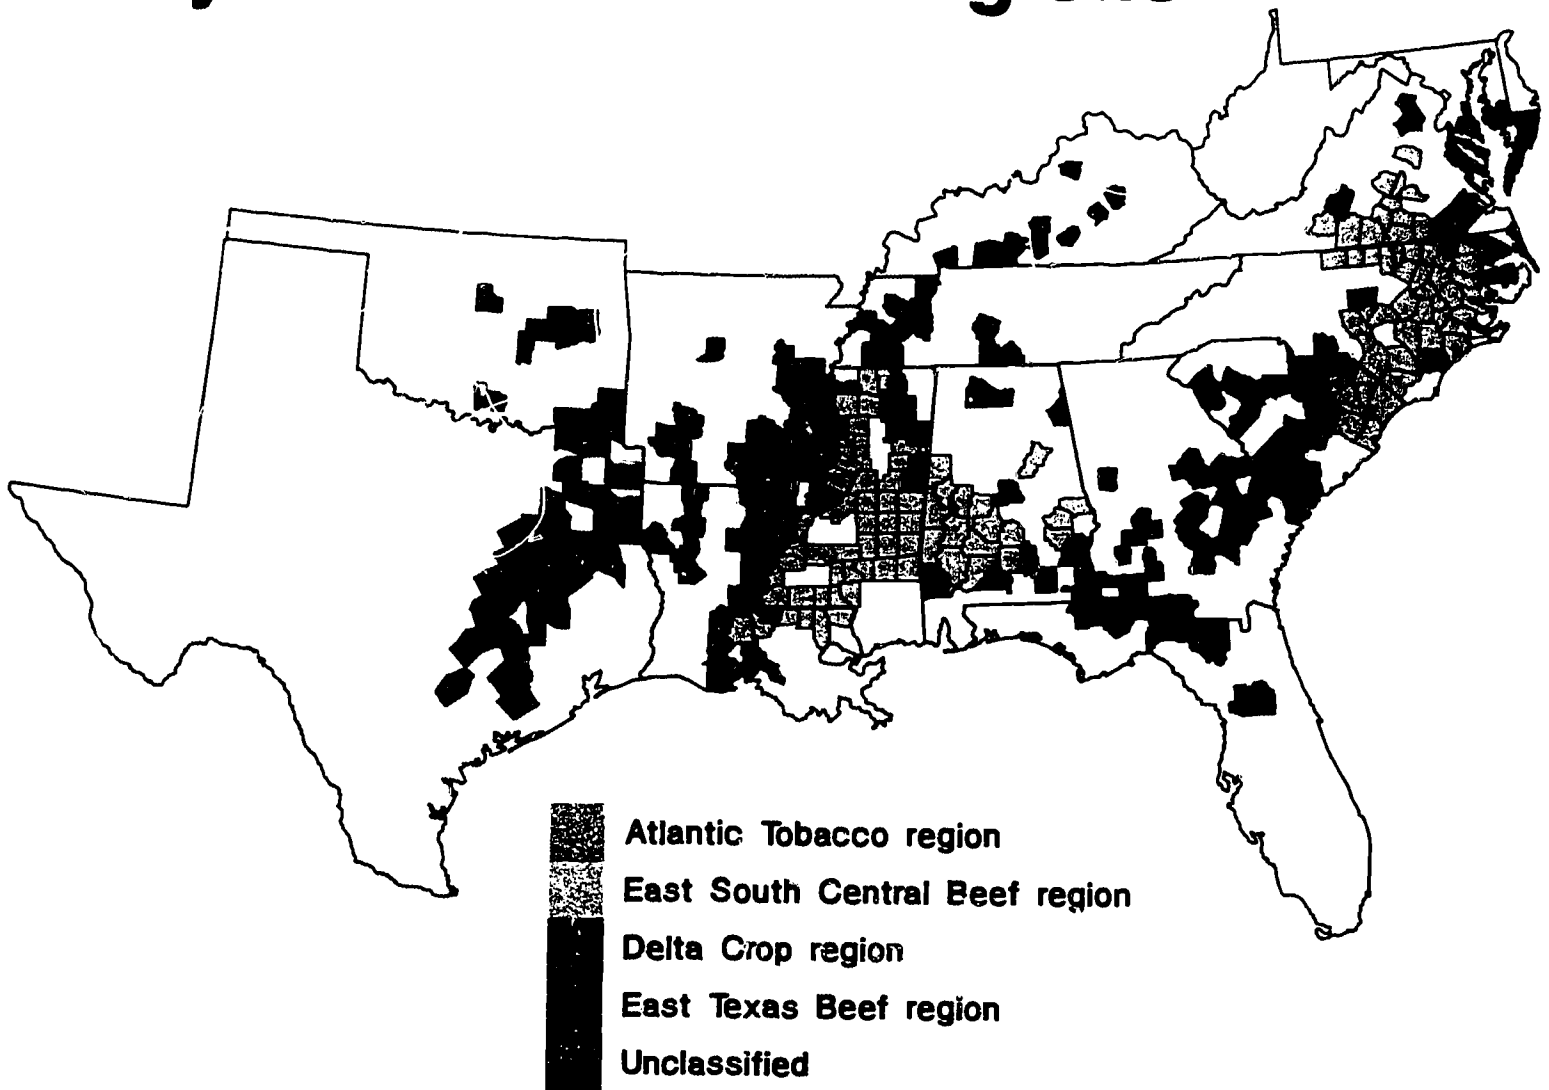 Atlantic Tobacco region
East South Central Beef region
Delta Crop region
East Texas Beef region
Unclassified